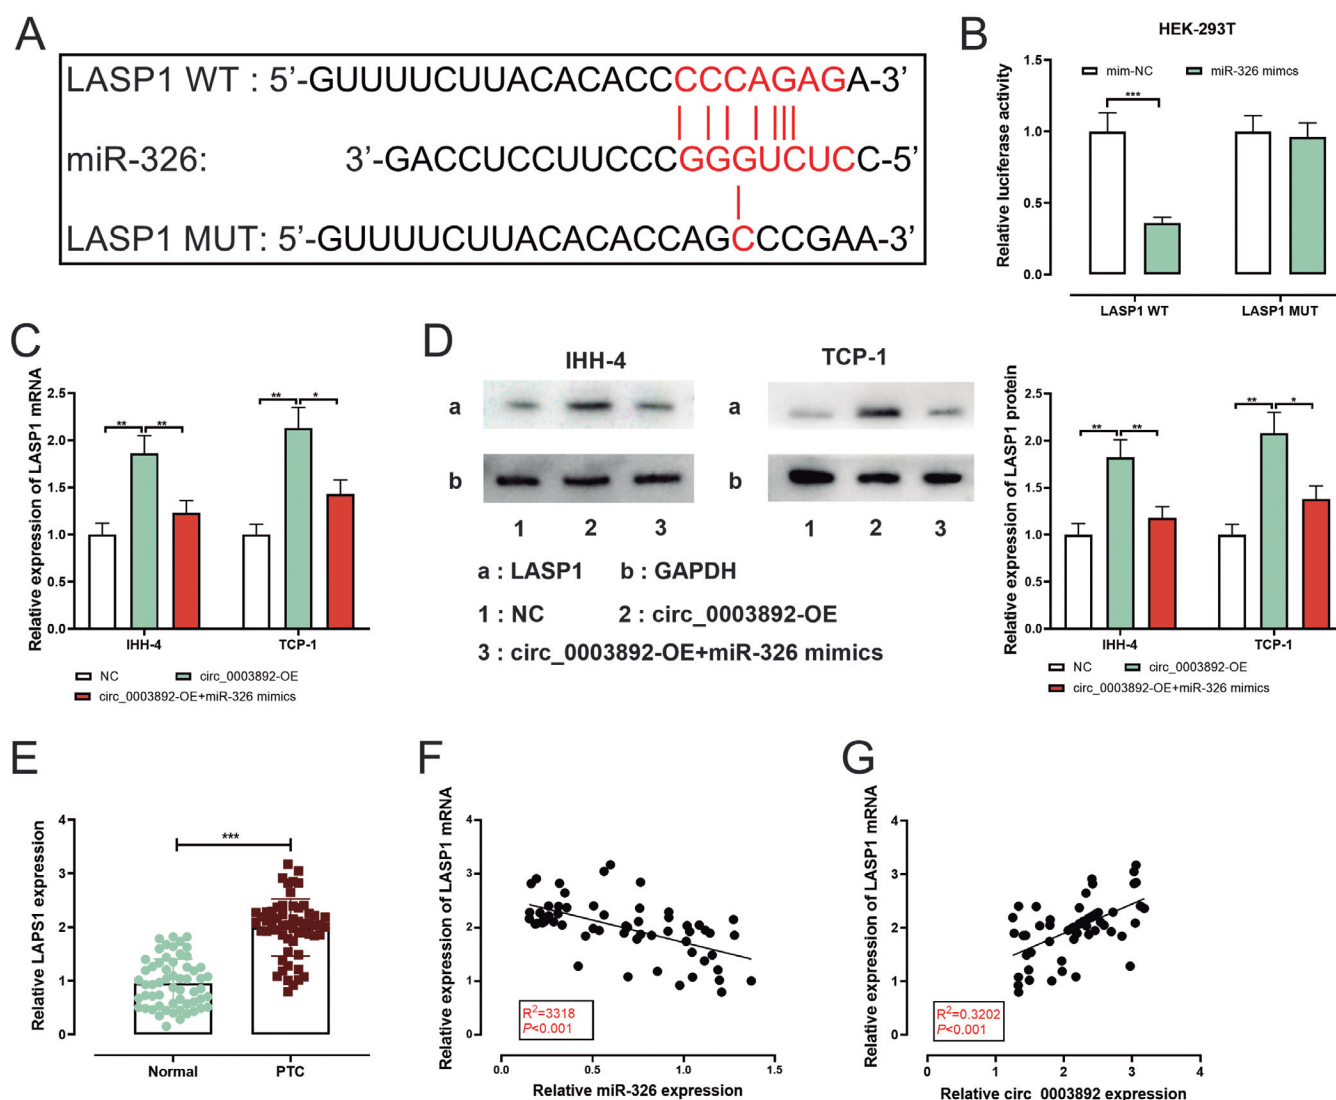 A
LASP1 WT : 5’-GUUUUCUUACACACCCCCAGAGA-3’
miR-326: 3’-GACCUCCUUCCCGGGUCUCC-5’
LASP1 MUT: 5’-GUUUUCUUACACACCAGCCCCGAA-3’
B
HEK-293T
Relative luciferase activity
1.5
1.0
0.5
0.0
mim-NC miR-326 mimcs
***
LASP1 WT LASP1 MUT
C
Relative expression of LASP1 mRNA
2.5
2.0
1.5
1.0
0.5
0.0
** ** ** *
IHH-4 TCP-1
NC circ_0003892-OE
circ_0003892-OE+miR-326 mimics
D
IHH-4 TCP-1
a a
b b
1 2 3 1 2 3
a : LASP1 b : GAPDH
1 : NC 2 : circ_0003892-OE
3 : circ_0003892-OE+miR-326 mimics
Relative expression of LASP1 protein
2.5
2.0
1.5
1.0
0.5
0.0
** ** ** *
IHH-4 TCP-1
NC circ_0003892-OE
circ_0003892-OE+miR-326 mimics
E
Relative LAPS1 expression
4
3
2
1
0
***
Normal PTC
F
Relative expression of LASP1 mRNA
4
3
2
1
0
R²=3318
P<0.001
0.0 0.5 1.0 1.5
Relative miR-326 expression
G
Relative expression of LASP1 mRNA
4
3
2
1
0
R²=0.3202
P<0.001
0 1 2 3 4
Relative circ_0003892 expression